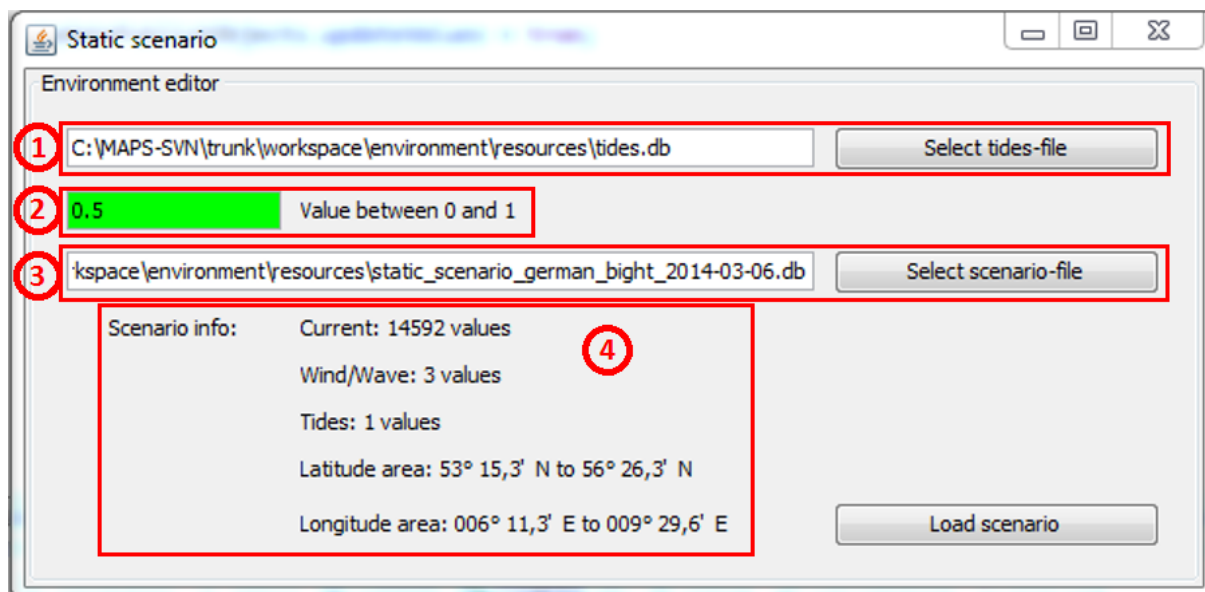 Static scenario
Environment editor
1 C:\MAPS-SVN\trunk\workspace\environment\resources\tides.db Select tides-file
2 0.5 Value between 0 and 1
3 kspace\environment\resources\static_scenario_german_bight_2014-03-06.db Select scenario-file
Scenario info: Current: 14592 values 4
Wind/Wave: 3 values
Tides: 1 values
Latitude area: 53° 15,3' N to 56° 26,3' N
Longitude area: 006° 11,3' E to 009° 29,6' E Load scenario